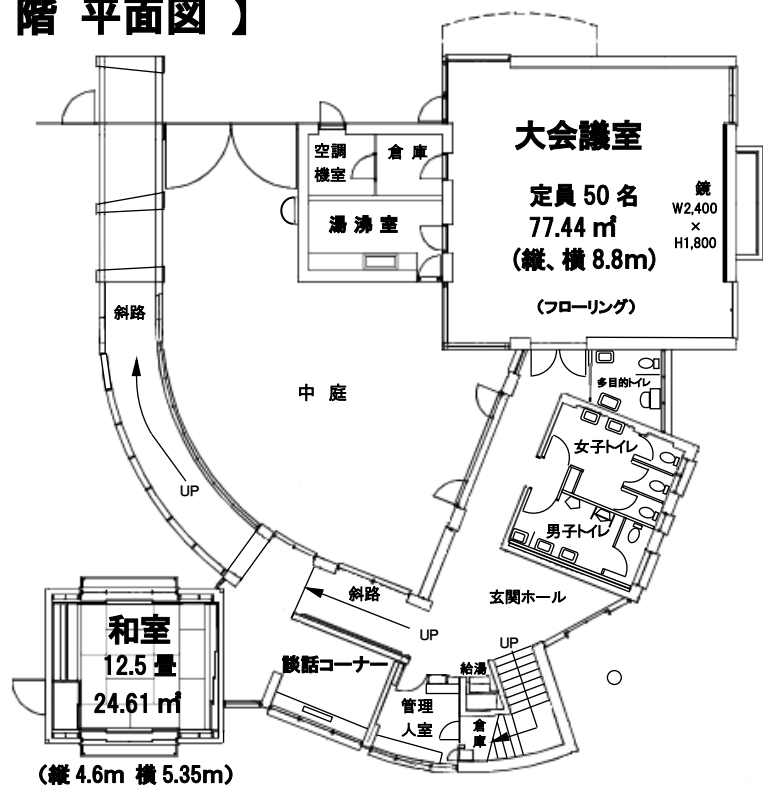 階 平面図 】
大会議室
定員 50 名
77.44 ㎡
(縦、横 8.8m)
(フローリング)
鏡
W2,400
×
H1,800
空調
機室
倉 庫
湯 沸 室
斜路
UP
中 庭
多目的トイレ
女子トイレ
男子トイレ
玄関ホール
斜路
UP
UP
和室
12.5 畳
24.61 ㎡
(縦 4.6m 横 5.35m)
談話コーナー
給湯
管理
人室
倉
庫